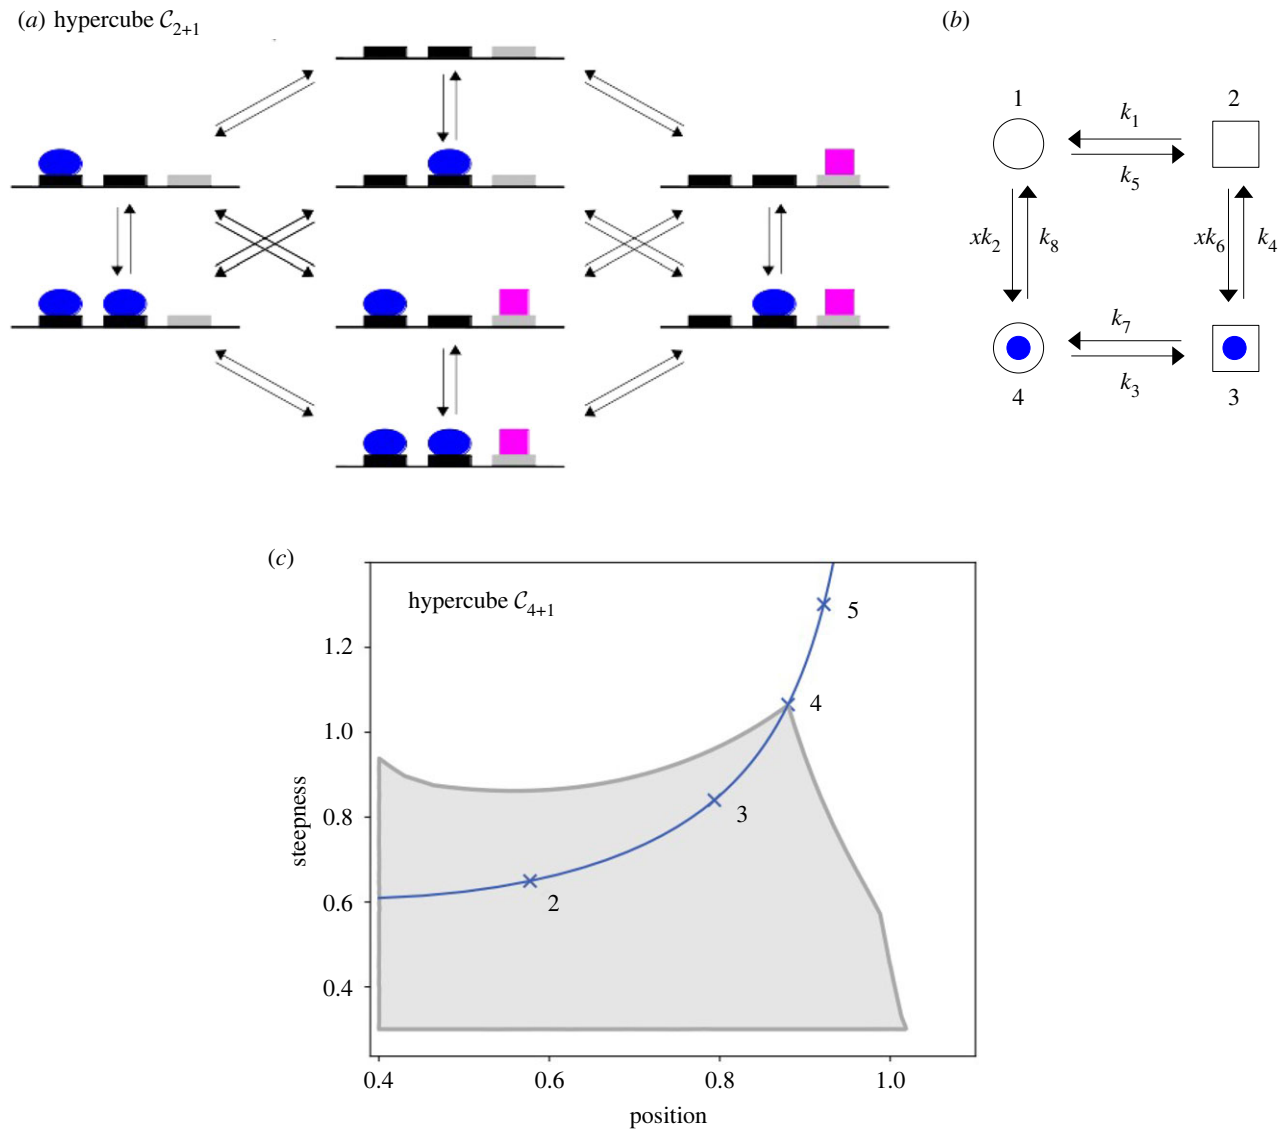 (a) hypercube 𝒞2+1
(b)
1
2
k1
k5
xk2
k8
xk6
k4
k7
k3
4
3
(c)
hypercube 𝒞4+1
5
1.2
4
1.0
steepness
0.8
3
0.6
2
0.4
0.4 0.6 0.8 1.0
position